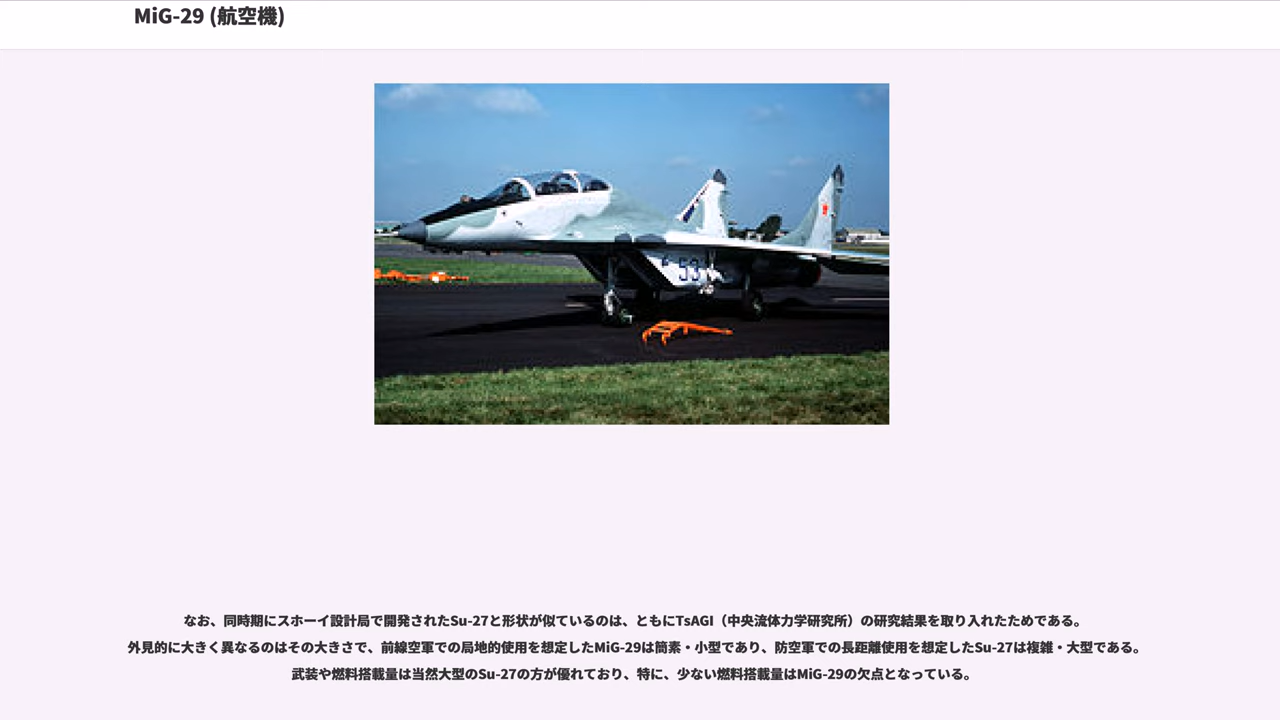 MiG-29 (航空機)
53
なお、同時期にスホーイ設計局で開発されたSu-27と形状が似ているのは、ともにTsAGI（中央流体力学研究所）の研究結果を取り入れたためである。
外見的に大きく異なるのはその大きさで、前線空軍での局地的使用を想定したMiG-29は簡素・小型であり、防空軍での長距離使用を想定したSu-27は複雑・大型である。
武装や燃料搭載量は当然大型のSu-27の方が優れており、特に、少ない燃料搭載量はMiG-29の欠点となっている。